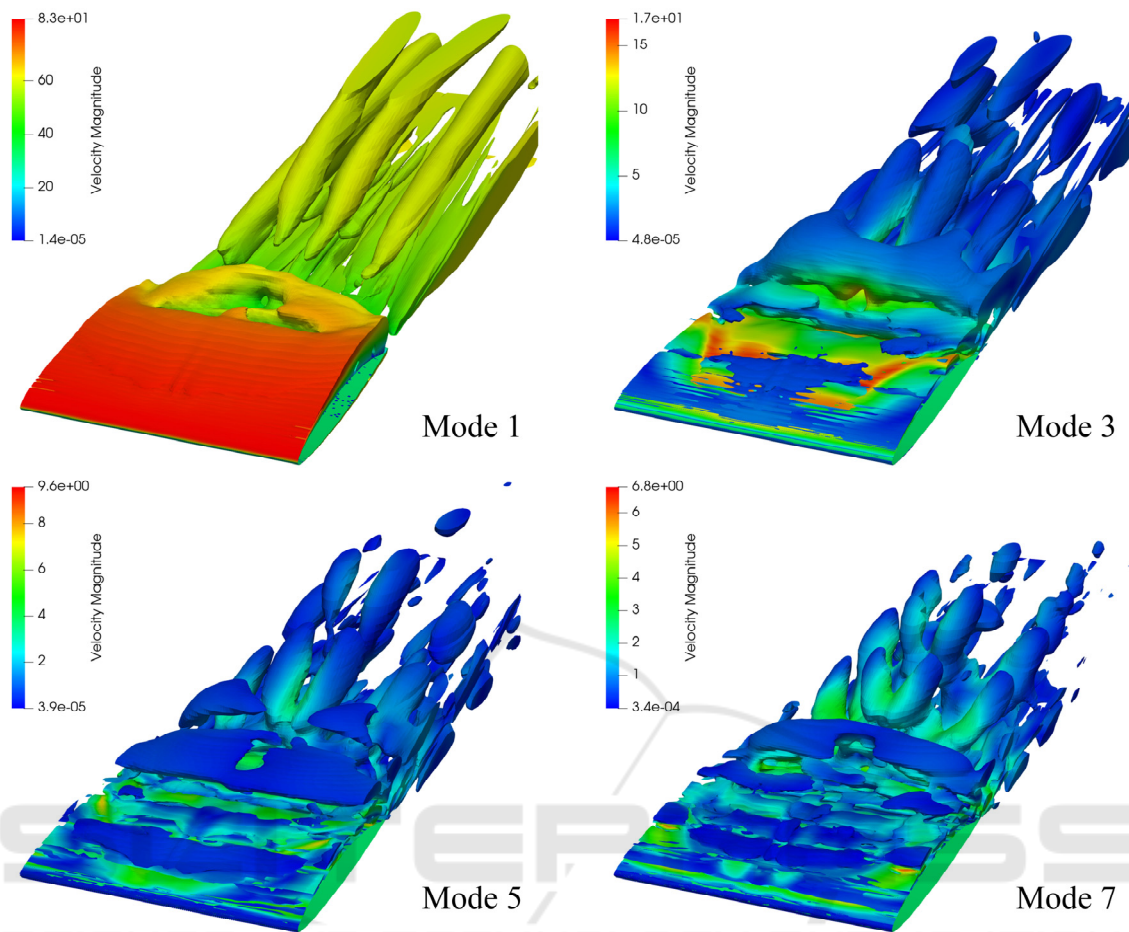 8.3e+01
60
40
20
1.4e-05
Velocity Magnitude
Mode 1
1.7e+01
15
10
5
4.8e-05
Velocity Magnitude
Mode 3
9.6e+00
8
6
4
2
3.9e-05
Velocity Magnitude
Mode 5
6.8e+00
6
5
4
3
2
1
3.4e-04
Velocity Magnitude
Mode 7